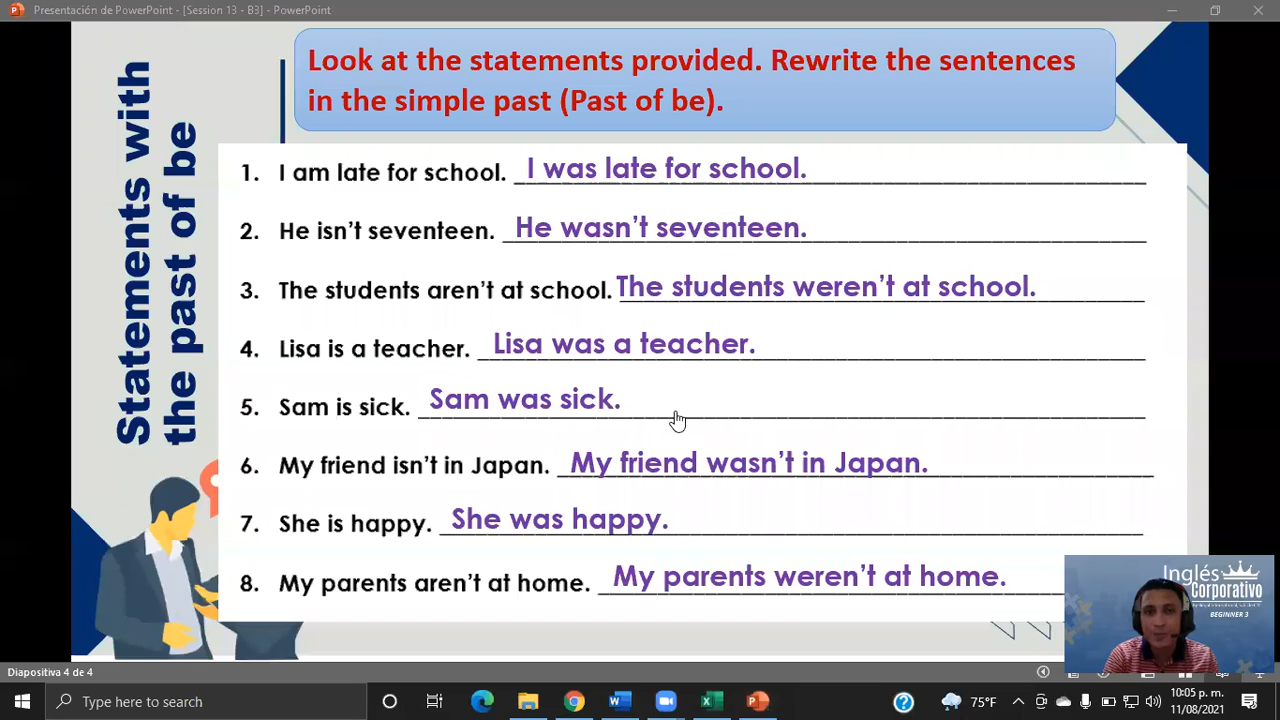 Presentación de PowerPoint - [Session 13 - B3] - PowerPoint
Statements with
the past of be
Look at the statements provided. Rewrite the sentences
in the simple past (Past of be).
1. I am late for school. I was late for school.
2. He isn't seventeen. He wasn't seventeen.
3. The students aren't at school. The students weren't at school.
4. Lisa is a teacher. Lisa was a teacher.
5. Sam is sick. Sam was sick.
6. My friend isn't in Japan. My friend wasn't in Japan.
7. She is happy. She was happy.
8. My parents aren't at home. My parents weren't at home.
Inglés
Corporativo
BEGINNER 3
Diapositiva 4 de 4
Type here to search
75°F
10:05 p. m.
11/08/2021